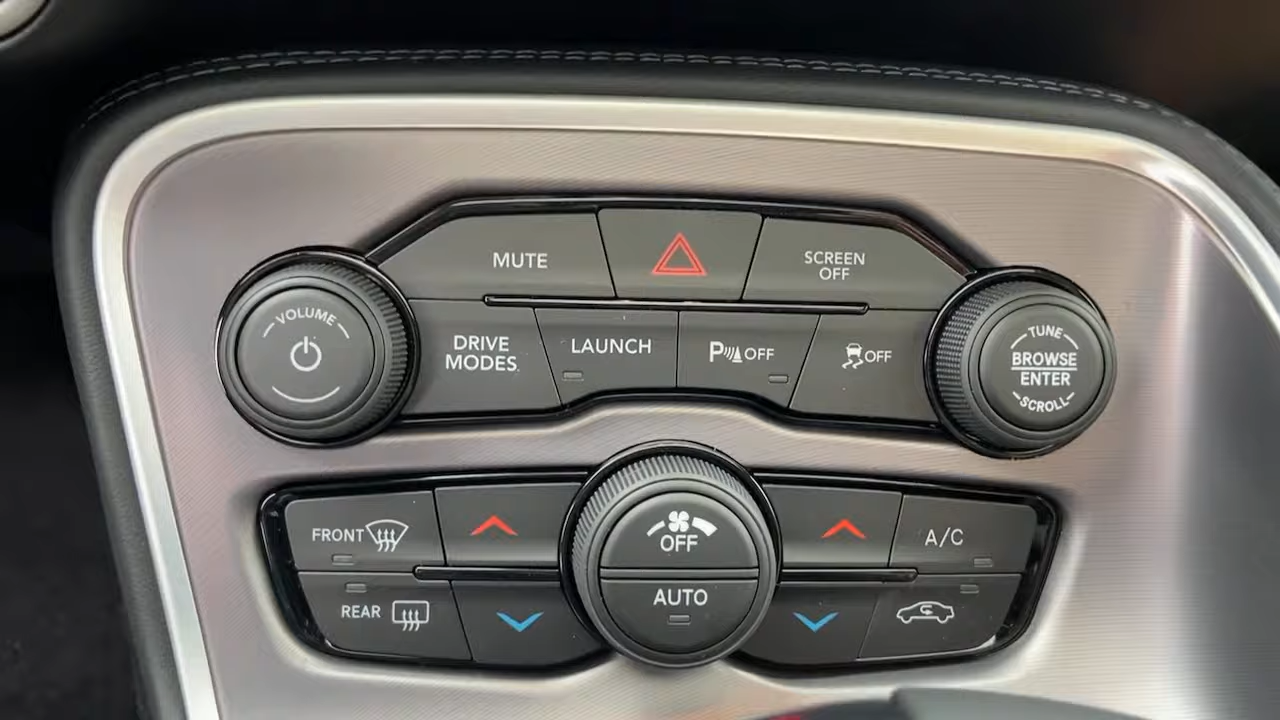 MUTE
SCREEN
OFF
VOLUME
DRIVE
MODES
LAUNCH
P OFF
OFF
TUNE
BROWSE
ENTER
SCROLL
FRONT
OFF
A/C
REAR
AUTO